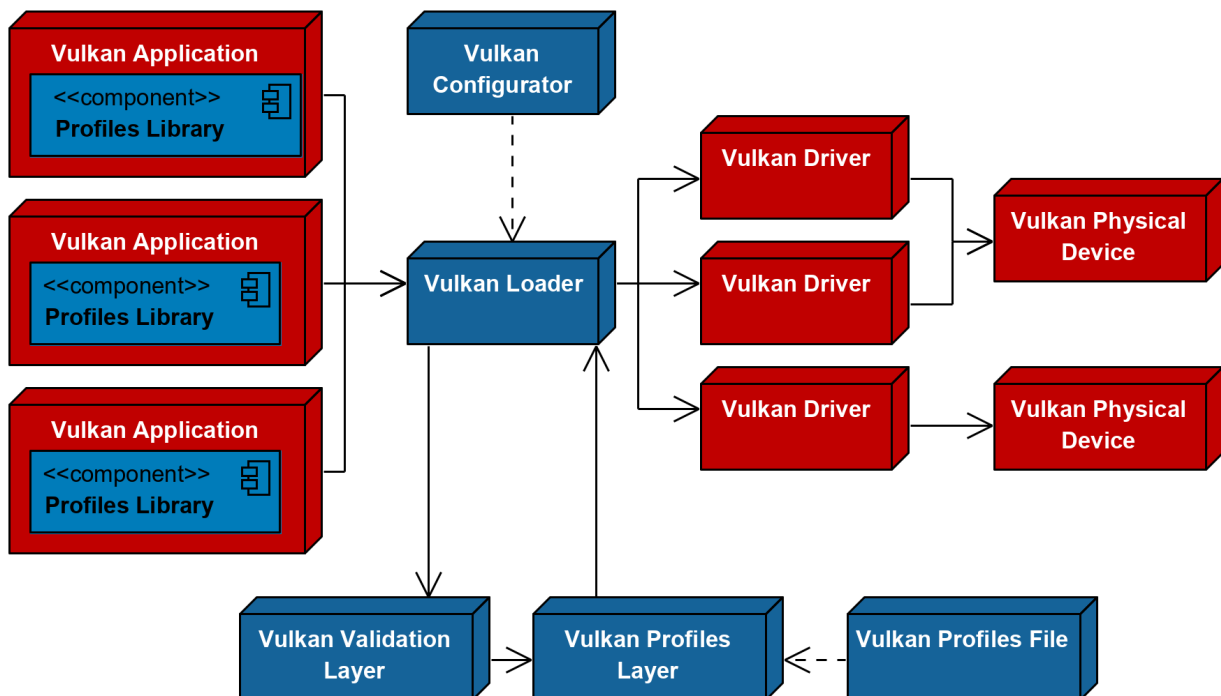 Vulkan Application
<<component>>
Profiles Library
Vulkan Application
<<component>>
Profiles Library
Vulkan Application
<<component>>
Profiles Library
Vulkan
Configurator
Vulkan Loader
Vulkan Driver
Vulkan Driver
Vulkan Driver
Vulkan Physical
Device
Vulkan Physical
Device
Vulkan Validation
Layer
Vulkan Profiles
Layer
Vulkan Profiles File